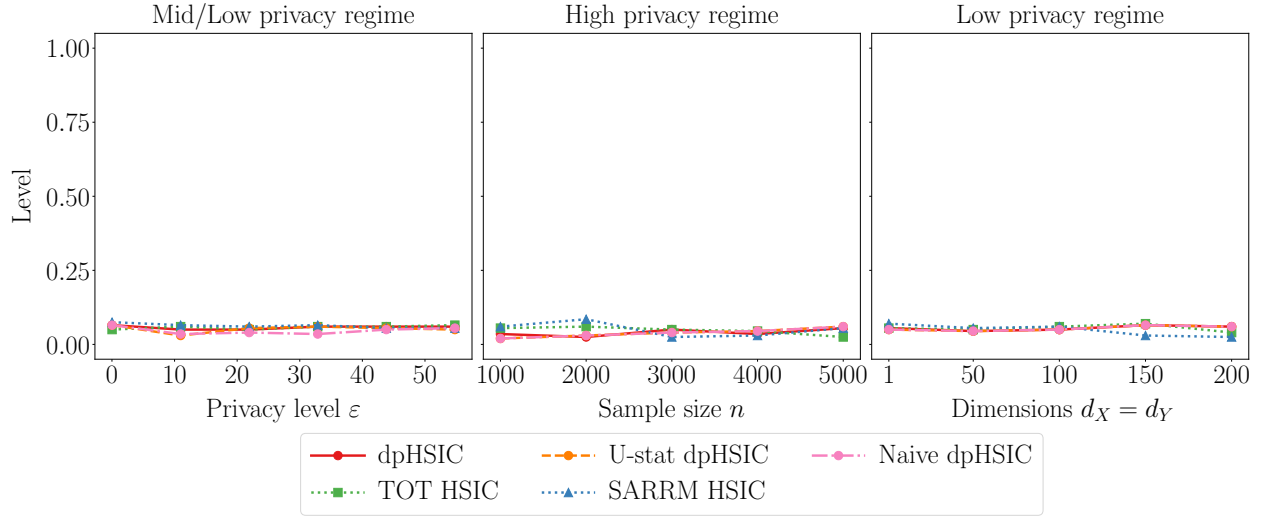 Mid/Low privacy regime
High privacy regime
Low privacy regime
Level
1.00
0.75
0.50
0.25
0.00
0 10 20 30 40 50
1000 2000 3000 4000 5000
1 50 100 150 200
Privacy level ε
Sample size n
Dimensions d_X = d_Y
dpHSIC
U-stat dpHSIC
Naive dpHSIC
TOT HSIC
SARRM HSIC